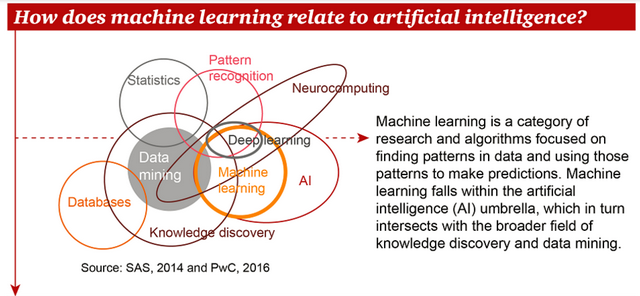 How does machine learning relate to artificial intelligence?
Statistics
Pattern
recognition
Neurocomputing
Deep learning
Data
mining
Machine
learning
AI
Databases
Knowledge discovery
Machine learning is a category of
research and algorithms focused on
finding patterns in data and using those
patterns to make predictions. Machine
learning falls within the artificial
intelligence (AI) umbrella, which in turn
intersects with the broader field of
knowledge discovery and data mining.
Source: SAS, 2014 and PwC, 2016